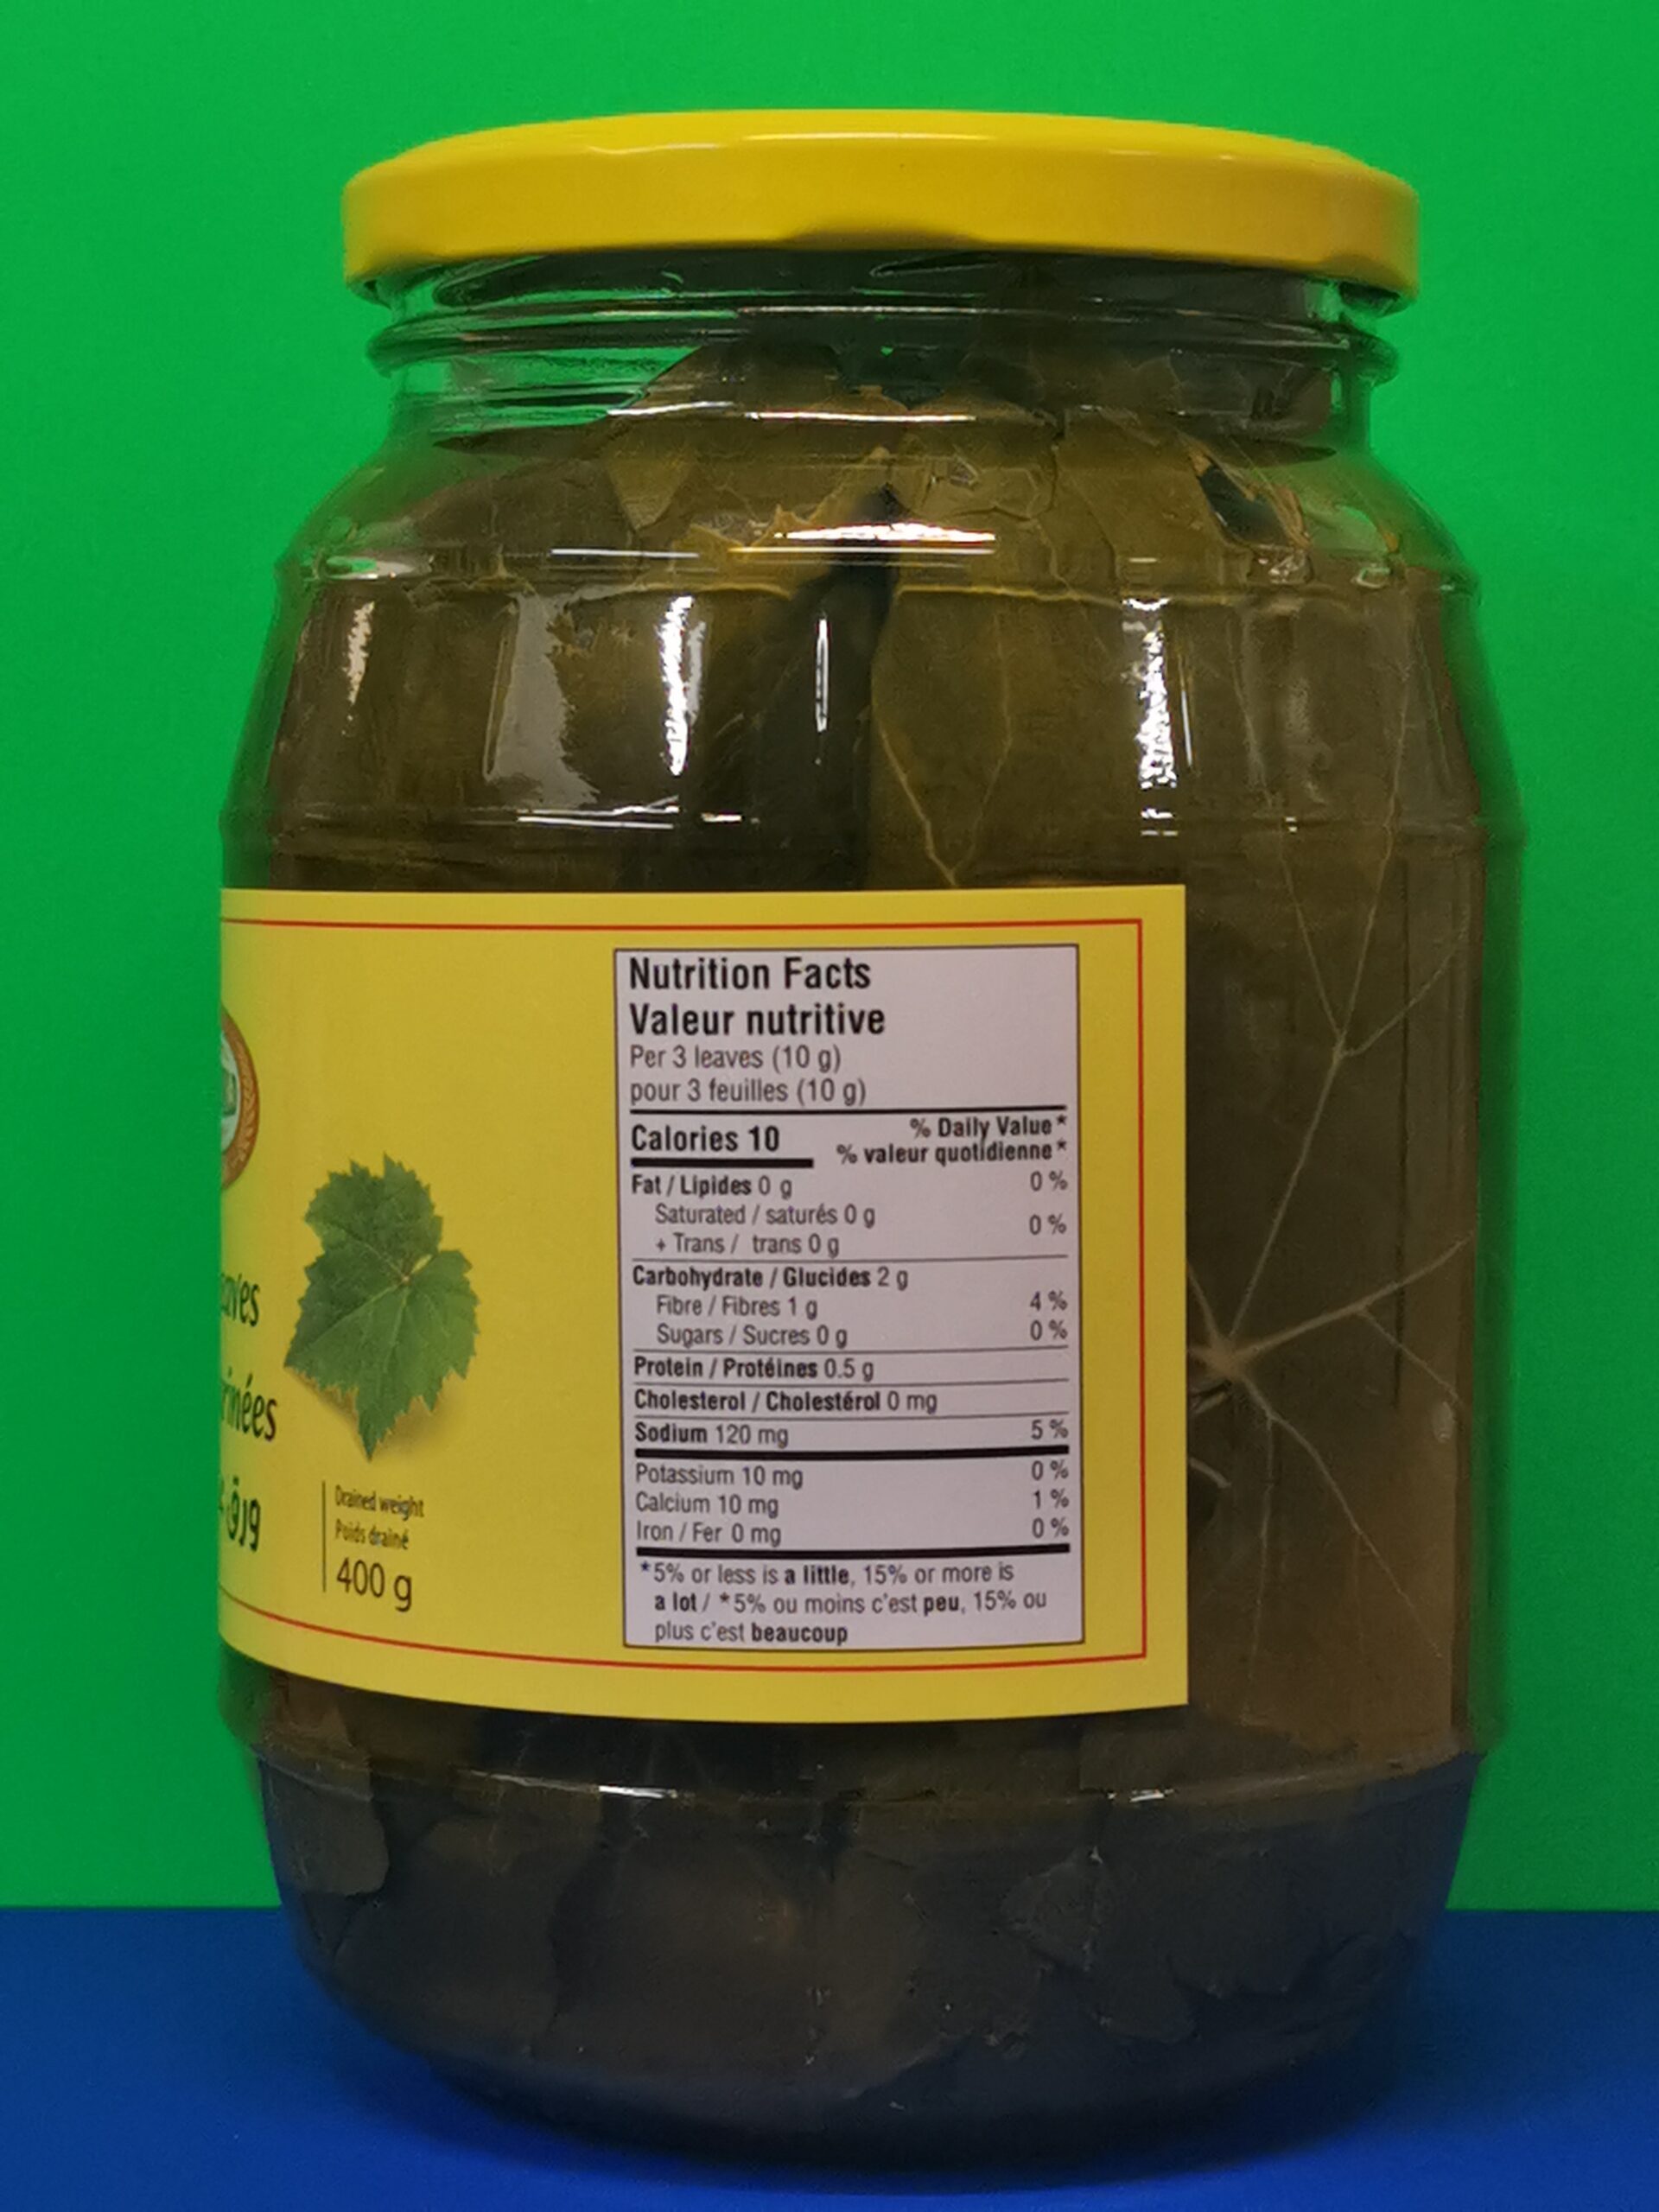 Nutrition Facts
Valeur nutritive
Per 3 leaves (10 g)
pour 3 feuilles (10 g)
Calories 10
% Daily Value*
% valeur quotidienne*
Fat / Lipides 0 g 0 %
Saturated / saturés 0 g
+ Trans / trans 0 g 0 %
Carbohydrate / Glucides 2 g
Fibre / Fibres 1 g 4 %
Sugars / Sucres 0 g 0 %
Protein / Protéines 0.5 g
Cholesterol / Cholestérol 0 mg
Sodium 120 mg 5 %
Potassium 10 mg 0 %
Calcium 10 mg 1 %
Iron / Fer 0 mg 0 %
*5% or less is a little, 15% or more is
a lot / *5% ou moins c'est peu, 15% ou
plus c'est beaucoup
ورق
Drained weight
Poids drainé
400 g